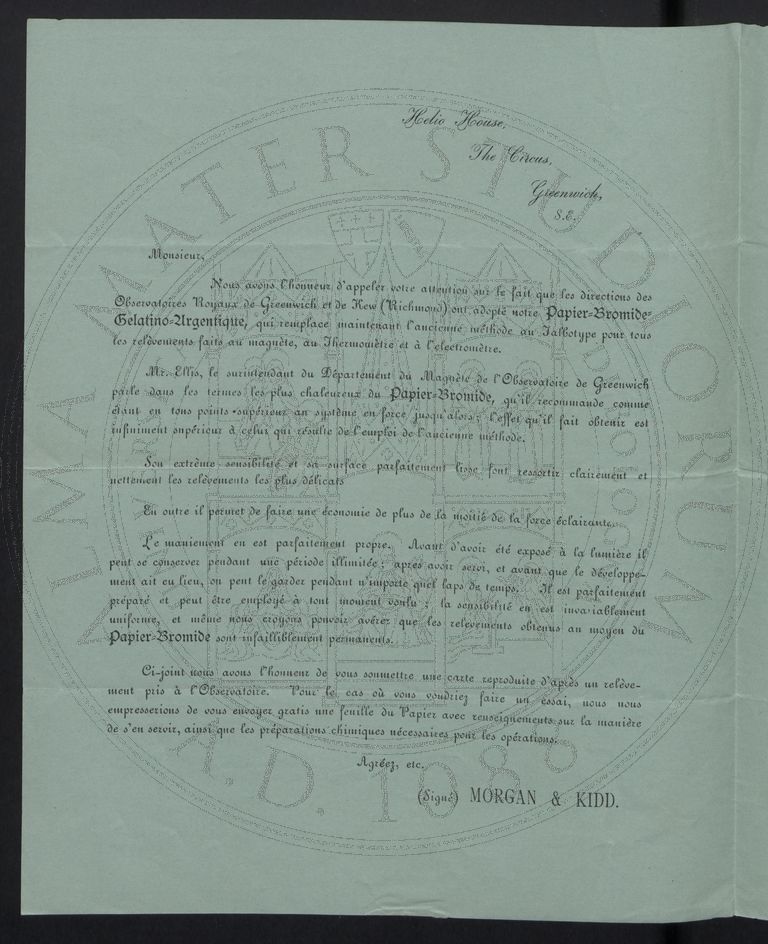 Helio House,
The Circus,
Greenwich,
S.E.
Monsieur,
Nous avons l'honneur d'appeler votre attention sur le fait que les directions des
Observatoires Royaux de Greenwich et de Kew (Richmond) ont adopté notre Papier-Bromide-
Gelatino-Argentique, qui remplace maintenant l'ancienne méthode au Talbotype pour tous
les relèvements faits au magnète, au Thermomètre et à l'electromètre.
Mr. Ellis, le surintendant du Département du Magnète de l'Observatoire de Greenwich
parle dans les termes les plus chaleureux du Papier-Bromide, qu'il recommande comme
étant en tous points supérieur au système en force jusqu'alors; l'effet qu'il fait obtenir est
infiniment supérieur à celui qui résulte de l'emploi de l'ancienne méthode.
Son extrême sensibilité et sa surface parfaitement lisse font ressortir clairement et
nettement les relèvements les plus délicats
En outre il permet de faire une économie de plus de la moitié de la force éclairante.
Le maniement en est parfaitement propre. Avant d'avoir été exposé à la lumière il
peut se conserver pendant une période illimitée; après avoir servi, et avant que le développe-
ment ait eu lieu, on peut le garder pendant n'importe quel laps de temps. Il est parfaitement
préparé et peut être employé à tout moment voulu; la sensibilité en est invariablement
uniforme, et même nous croyons pouvoir avérer que les relevements obtenus au moyen du
Papier-Bromide sont infailliblement permanents.
Ci-joint nous avons l'honneur de vous soumettre une carte reproduite d'après un relève-
ment pris à l'Observatoire. Pour le cas où vous voudriez faire un essai, nous nous
empresserions de vous envoyer gratis une feuille du Papier avec renseignements sur la manière
de s'en servir, ainsi que les préparations chimiques nécessaires pour les opérations.
Agréez, etc.
(Signé) MORGAN & KIDD.
ALMA MATER STUDIORUM
A.D. 1088